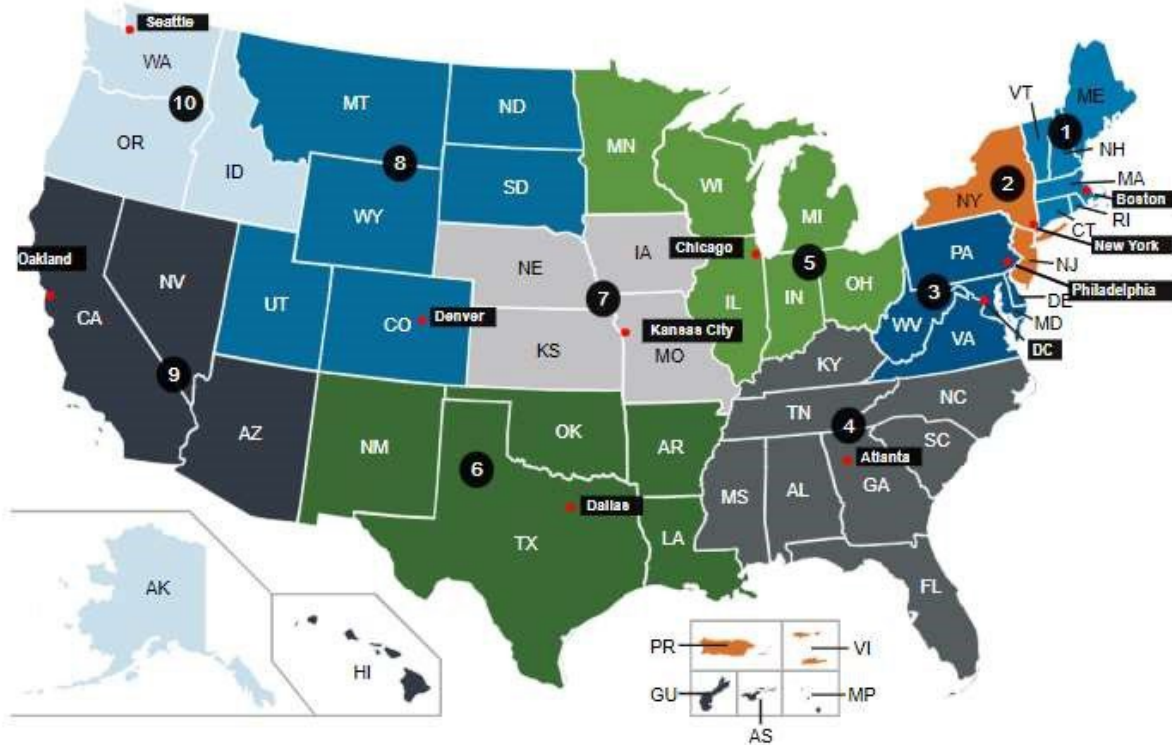 Seattle
WA
MT
ND
MN
VT
ME
10
1
OR
ID
8
SD
WI
MI
NH
2
NY
MA
Boston
WY
RI
CT
New York
Oakland
NV
NE
IA
Chicago
5
PA
NJ
Philadelphia
CA
UT
CO
Denver
7
Kansas City
IL
IN
OH
3
WV
DE
MD
VA
DC
KS
MO
KY
9
AZ
NM
OK
AR
TN
4
NC
SC
6
Atlanta
Dallas
MS
AL
GA
TX
LA
FL
AK
HI
PR
VI
GU
MP
AS